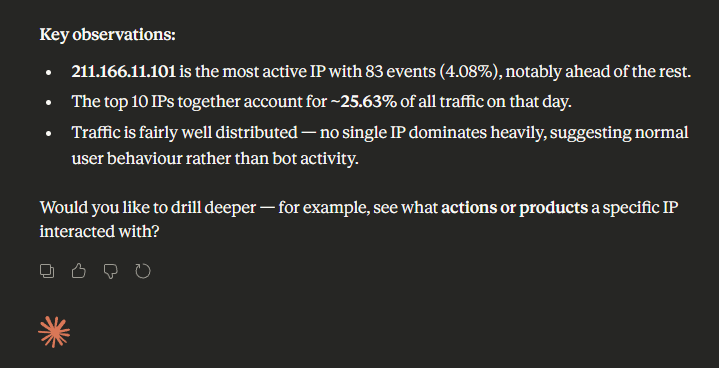 Key observations:
• 211.166.11.101 is the most active IP with 83 events (4.08%), notably ahead of the rest.
• The top 10 IPs together account for ~25.63% of all traffic on that day.
• Traffic is fairly well distributed — no single IP dominates heavily, suggesting normal
user behaviour rather than bot activity.
Would you like to drill deeper — for example, see what actions or products a specific IP
interacted with?